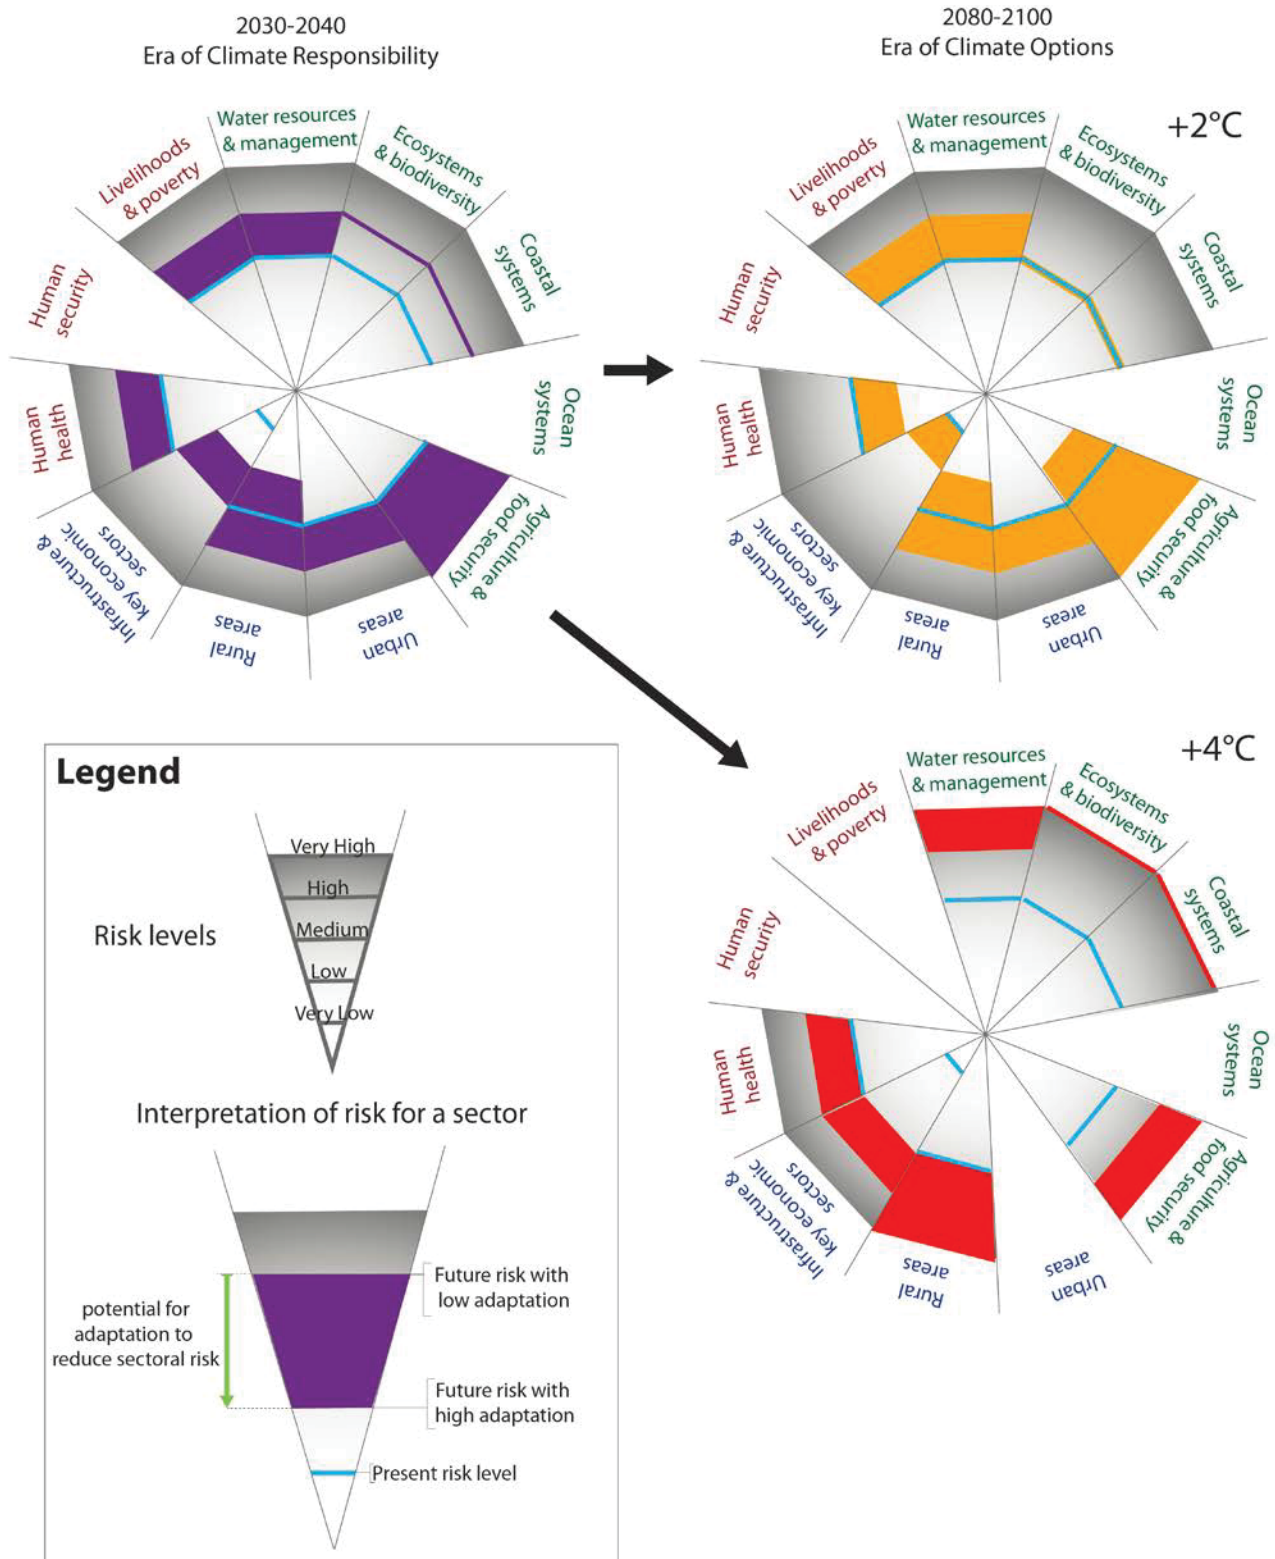 2030-2040
Era of Climate Responsibility
2080-2100
Era of Climate Options
Water resources
& management
Ecosystems
& biodiversity
Coastal
systems
Ocean
systems
Agriculture &
food security
Urban
areas
Rural
areas
Infrastructure &
key economic
sectors
Human
health
Human
security
Livelihoods
& poverty
+2°C
Water resources
& management
Ecosystems
& biodiversity
Coastal
systems
Ocean
systems
Agriculture &
food security
Urban
areas
Rural
areas
Infrastructure &
key economic
sectors
Human
health
Human
security
Livelihoods
& poverty
+4°C
Water resources
& management
Ecosystems
& biodiversity
Coastal
systems
Ocean
systems
Agriculture &
food security
Urban
areas
Rural
areas
Infrastructure &
key economic
sectors
Human
health
Human
security
Livelihoods
& poverty
Legend
Risk levels
Very High
High
Medium
Low
Very Low
Interpretation of risk for a sector
potential for
adaptation to
reduce sectoral risk
Future risk with
low adaptation
Future risk with
high adaptation
Present risk level